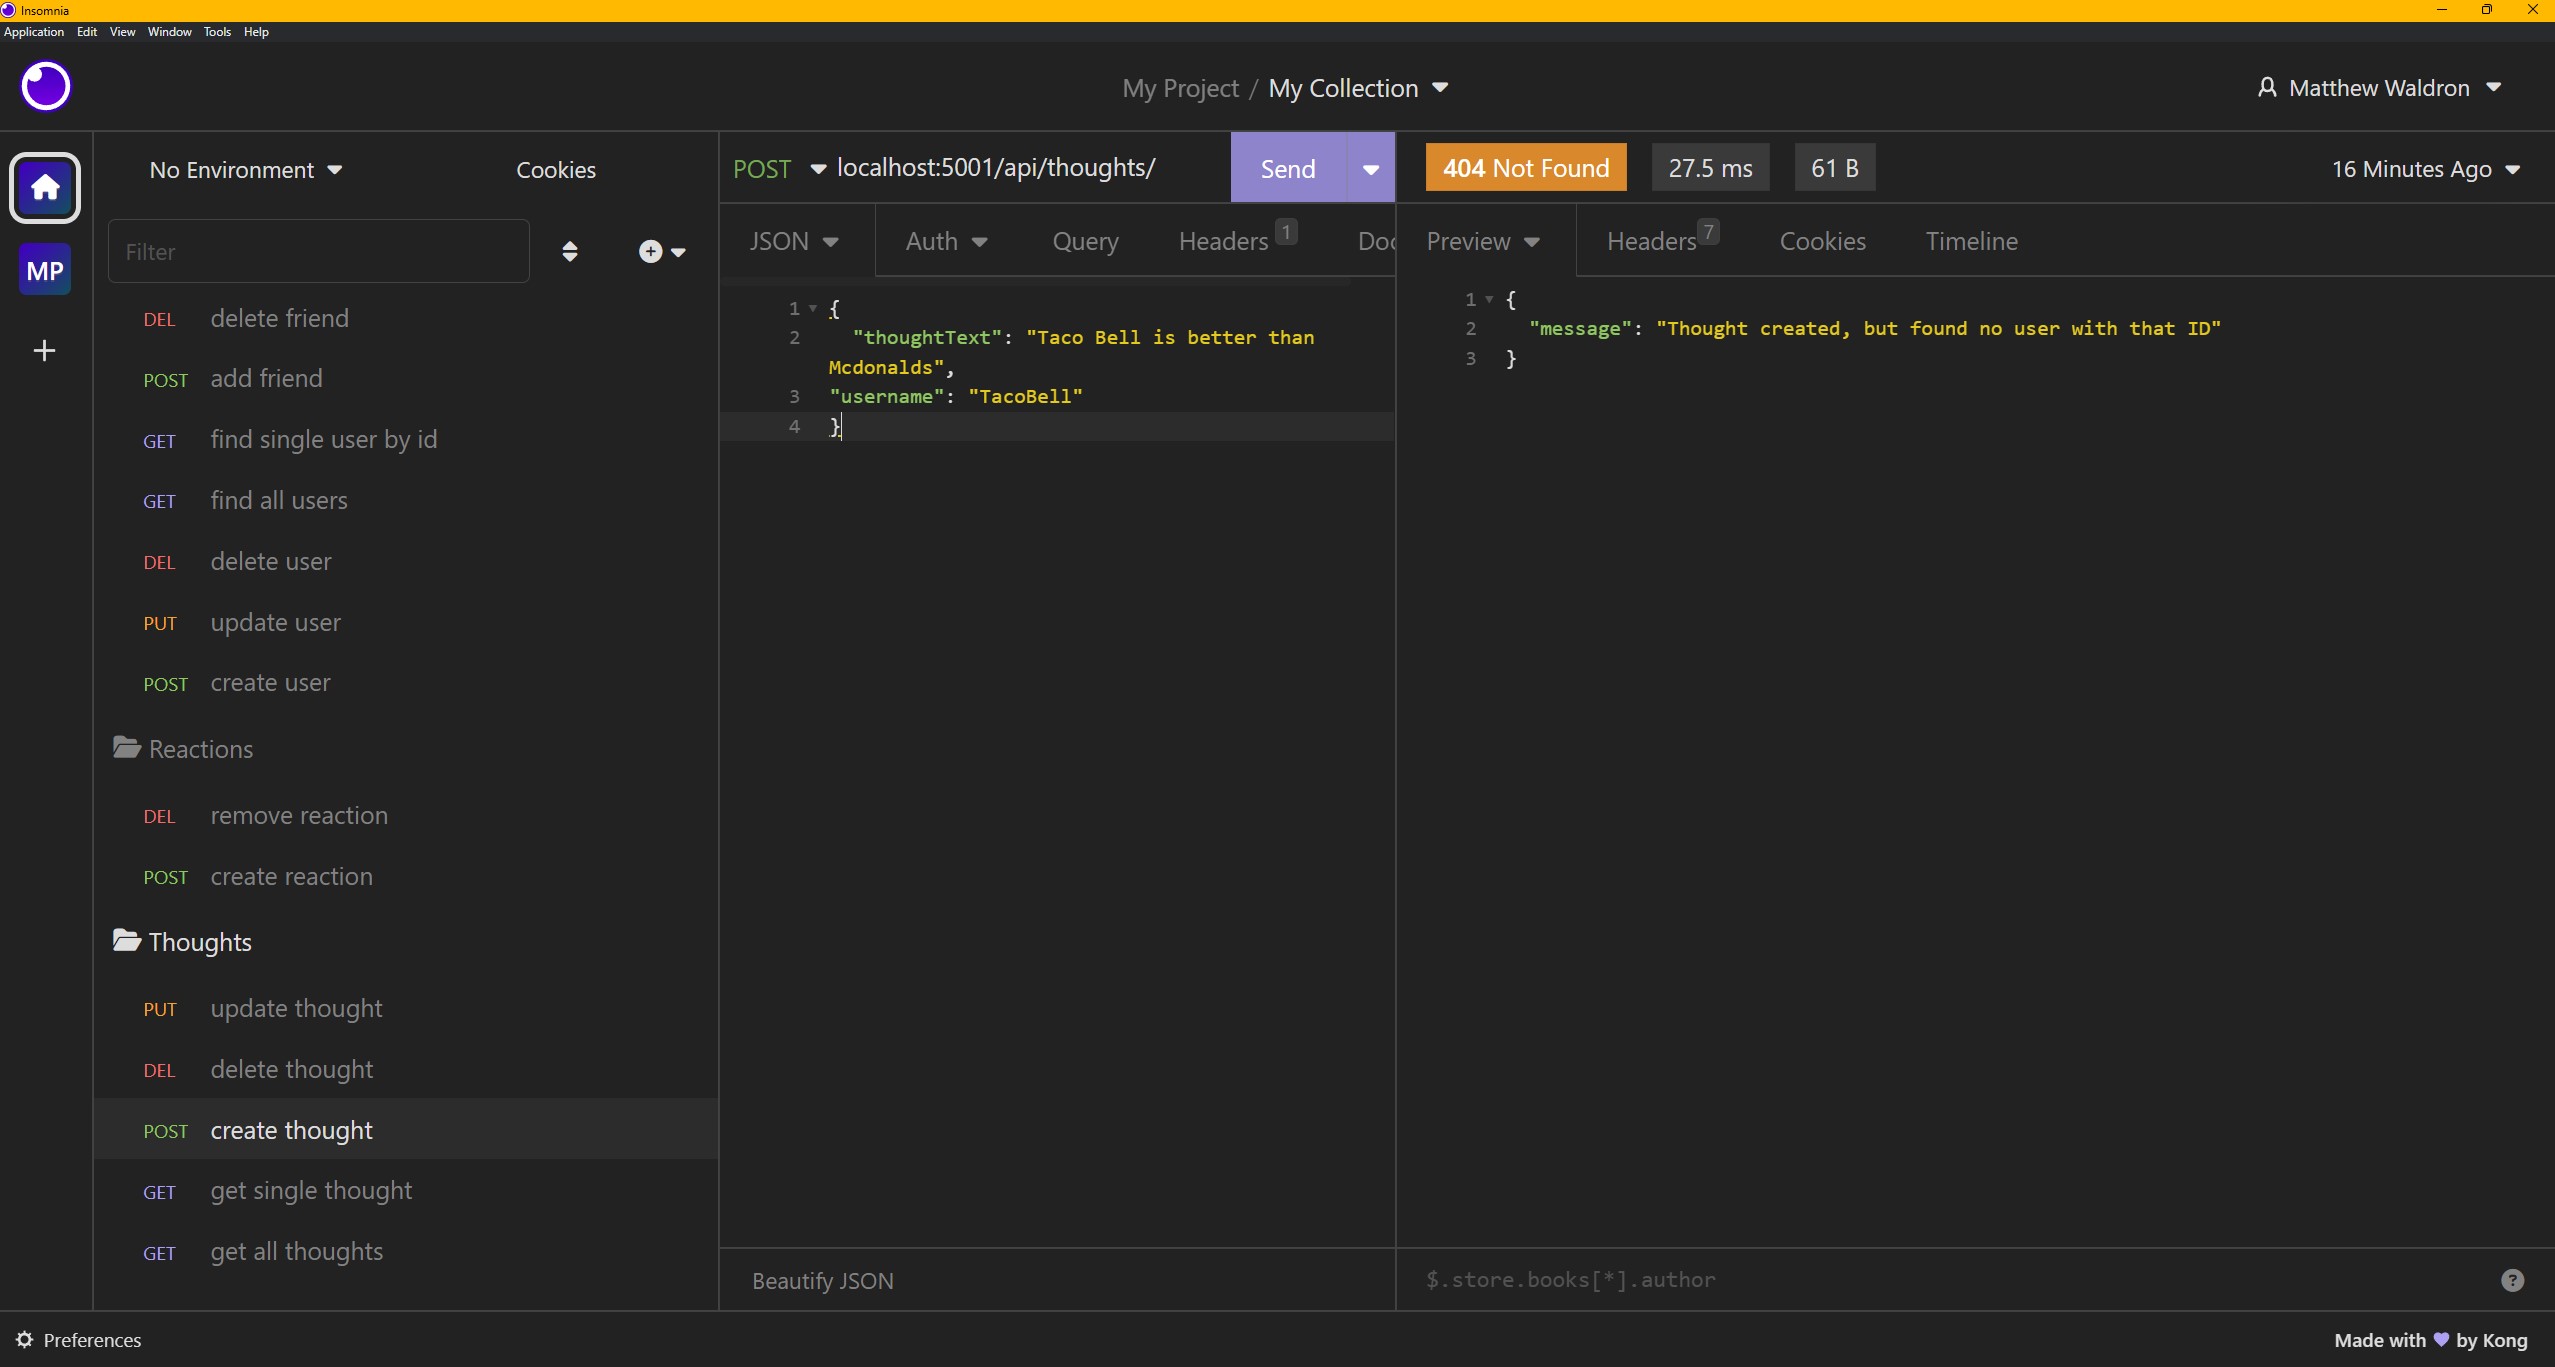 Insomnia
Application Edit View Window Tools Help
My Project / My Collection
Matthew Waldron
No Environment
Cookies
POST localhost:5001/api/thoughts/
Send
404 Not Found
27.5 ms
61 B
16 Minutes Ago
MP
Filter
JSON Auth Query Headers 1 Doc
Preview Headers 7 Cookies Timeline
DEL delete friend
POST add friend
GET find single user by id
GET find all users
DEL delete user
PUT update user
POST create user
Reactions
DEL remove reaction
POST create reaction
Thoughts
PUT update thought
DEL delete thought
POST create thought
GET get single thought
GET get all thoughts
1 {
2 "thoughtText": "Taco Bell is better than
Mcdonalds",
3 "username": "TacoBell"
4 }
1 {
2 "message": "Thought created, but found no user with that ID"
3 }
Beautify JSON
$.store.books[*].author
?
Preferences
Made with 💜 by Kong